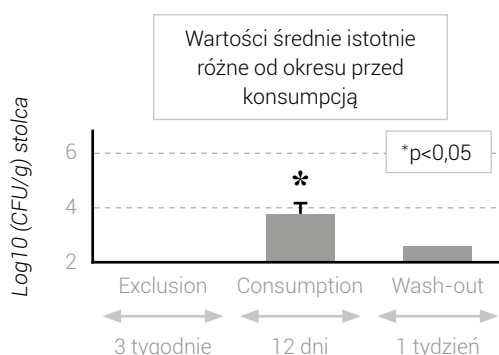 Wartości średnie istotnie
różne od okresu przed
konsumpcją
*p<0,05
Log10 (CFU/g) stolca
6
4
*
2
Exclusion Consumption Wash-out
3 tygodnie 12 dni 1 tydzień